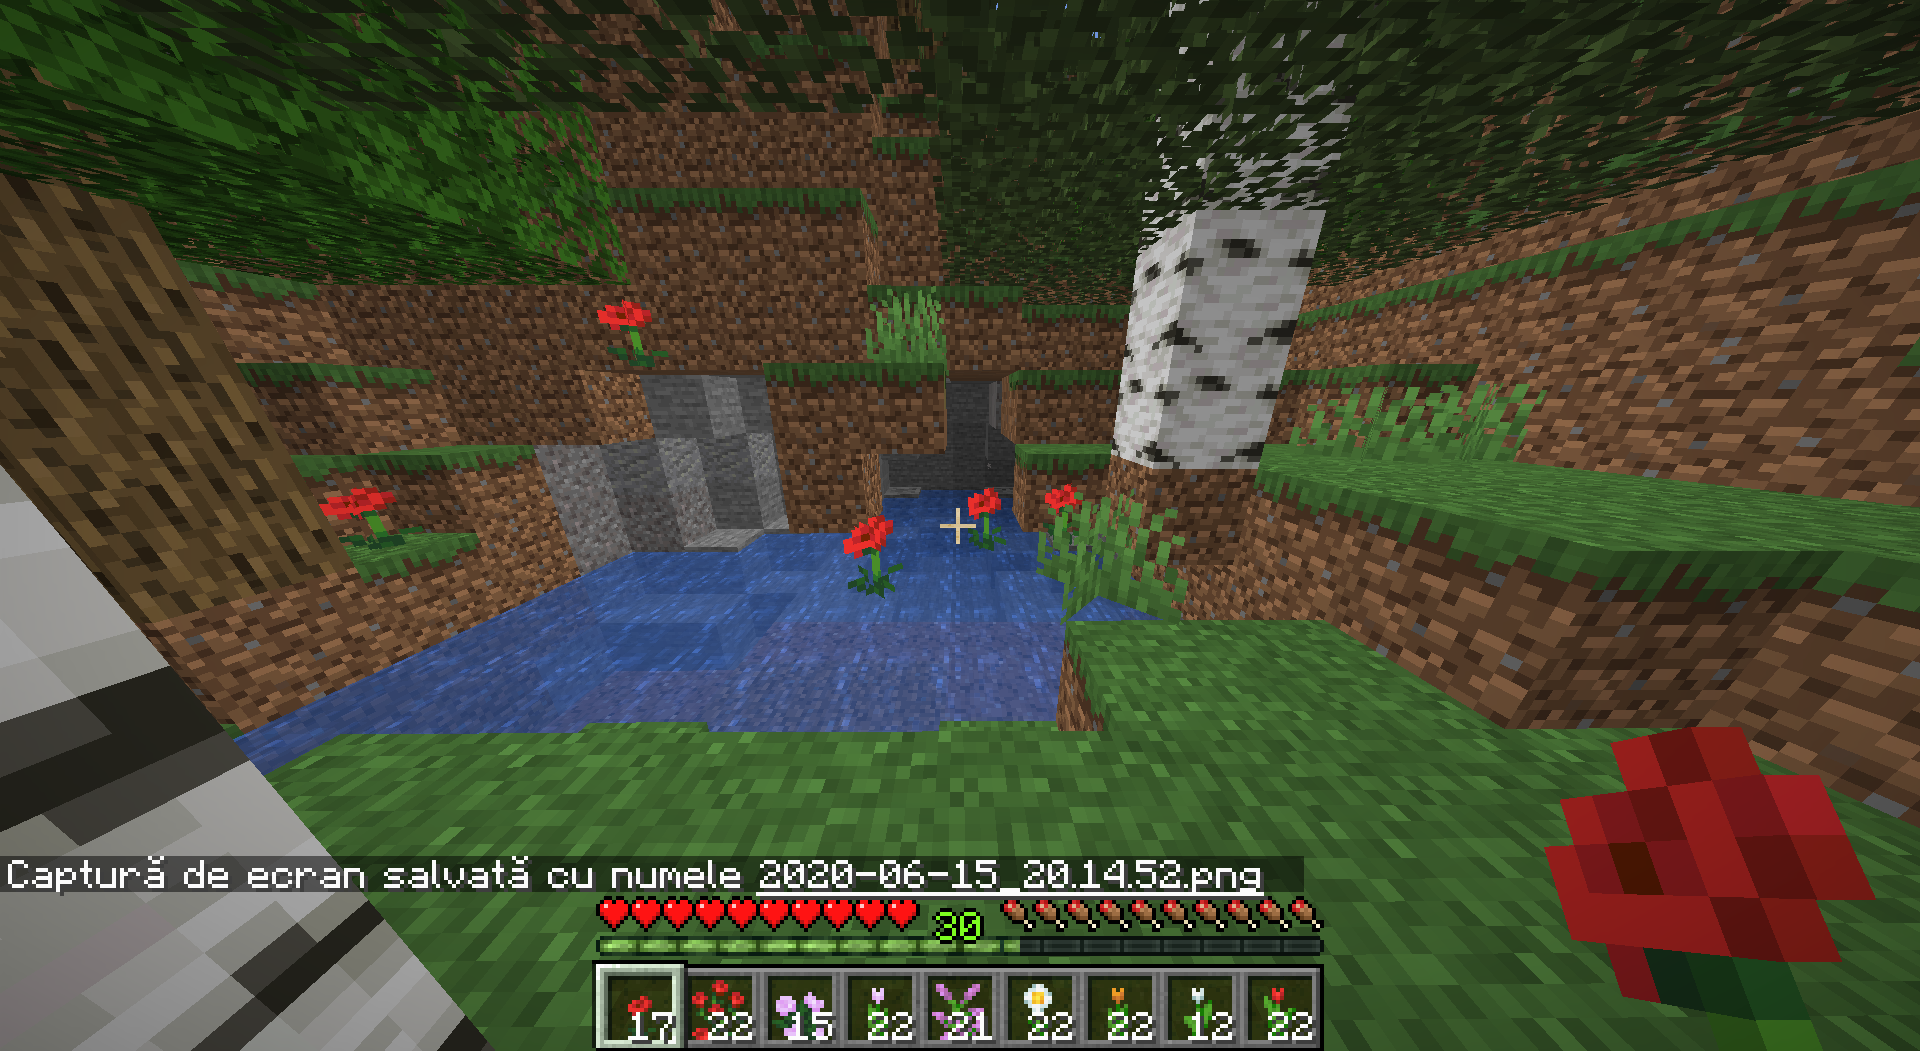 Captură de ecran salvată cu numele 2020-06-15_20.14.52.png
30
17 22 15 22 21 22 22 12 22